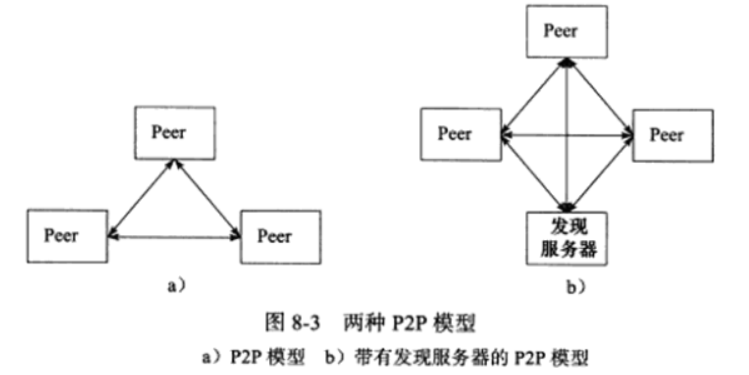 Peer
Peer
Peer
a)
Peer
Peer
Peer
发现
服务器
b)
图 8-3 两种 P2P 模型
a) P2P 模型 b) 带有发现服务器的 P2P 模型